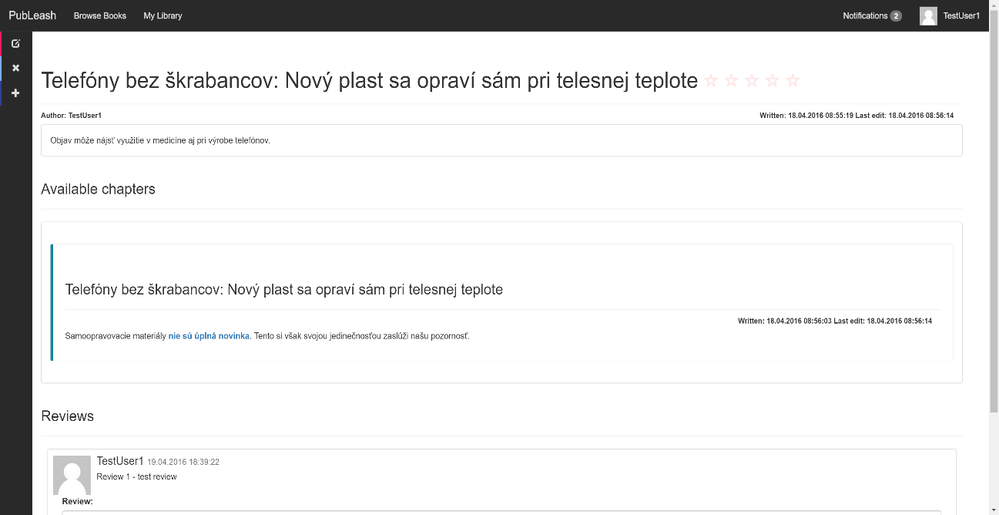 PubLeash Browse Books My Library Notifications 2 TestUser1
Telefóny bez škrabancov: Nový plast sa opraví sám pri telesnej teplote
Author: TestUser1 Written: 18.04.2016 08:55:19 Last edit: 18.04.2016 08:56:14
Objav môže nájsť využitie v medicíne aj pri výrobe telefónov.
Available chapters
Telefóny bez škrabancov: Nový plast sa opraví sám pri telesnej teplote
Written: 18.04.2016 08:56:03 Last edit: 18.04.2016 08:56:14
Samoopravovacie materiály nie sú úplná novinka. Tento si však svojou jedinečnosťou zaslúži našu pozornosť.
Reviews
TestUser1 19.04.2016 18:39:22
Review 1 - test review
Review: